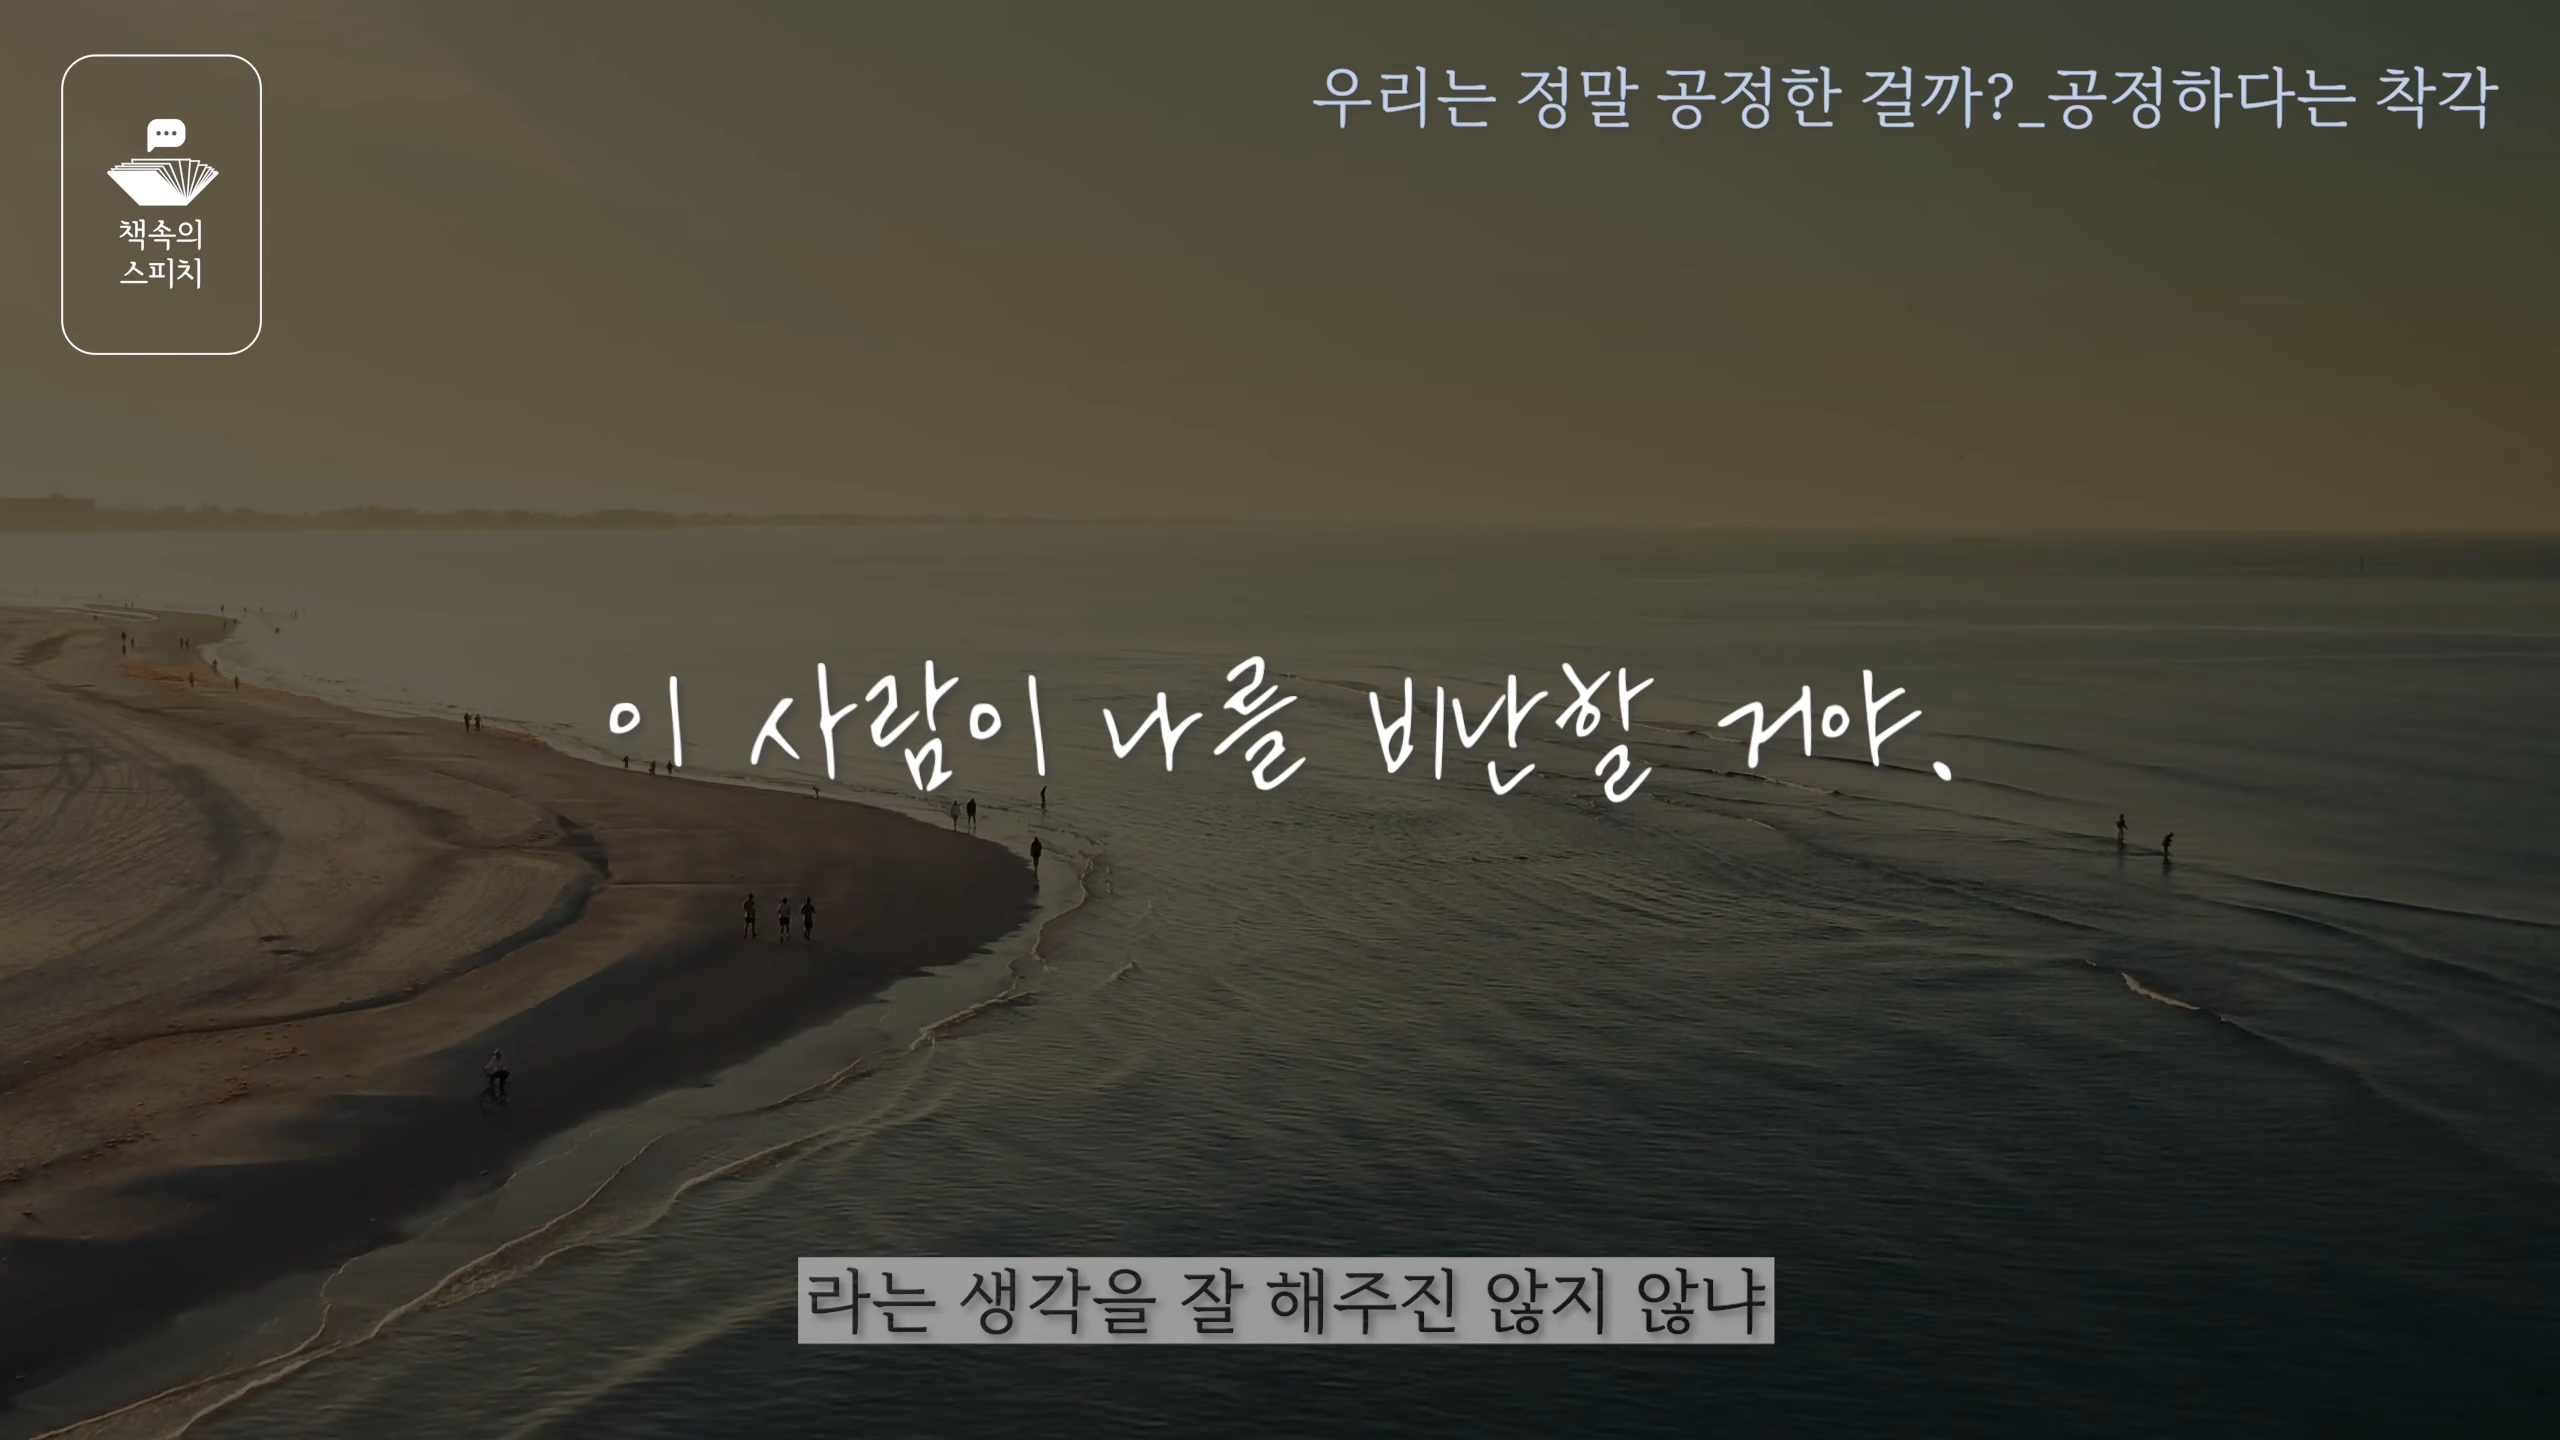 책속의
스피치
우리는 정말 공정한 걸까?_공정하다는 착각
이 사람이 나를 비난할 거야.
라는 생각을 잘 해주진 않지 않냐